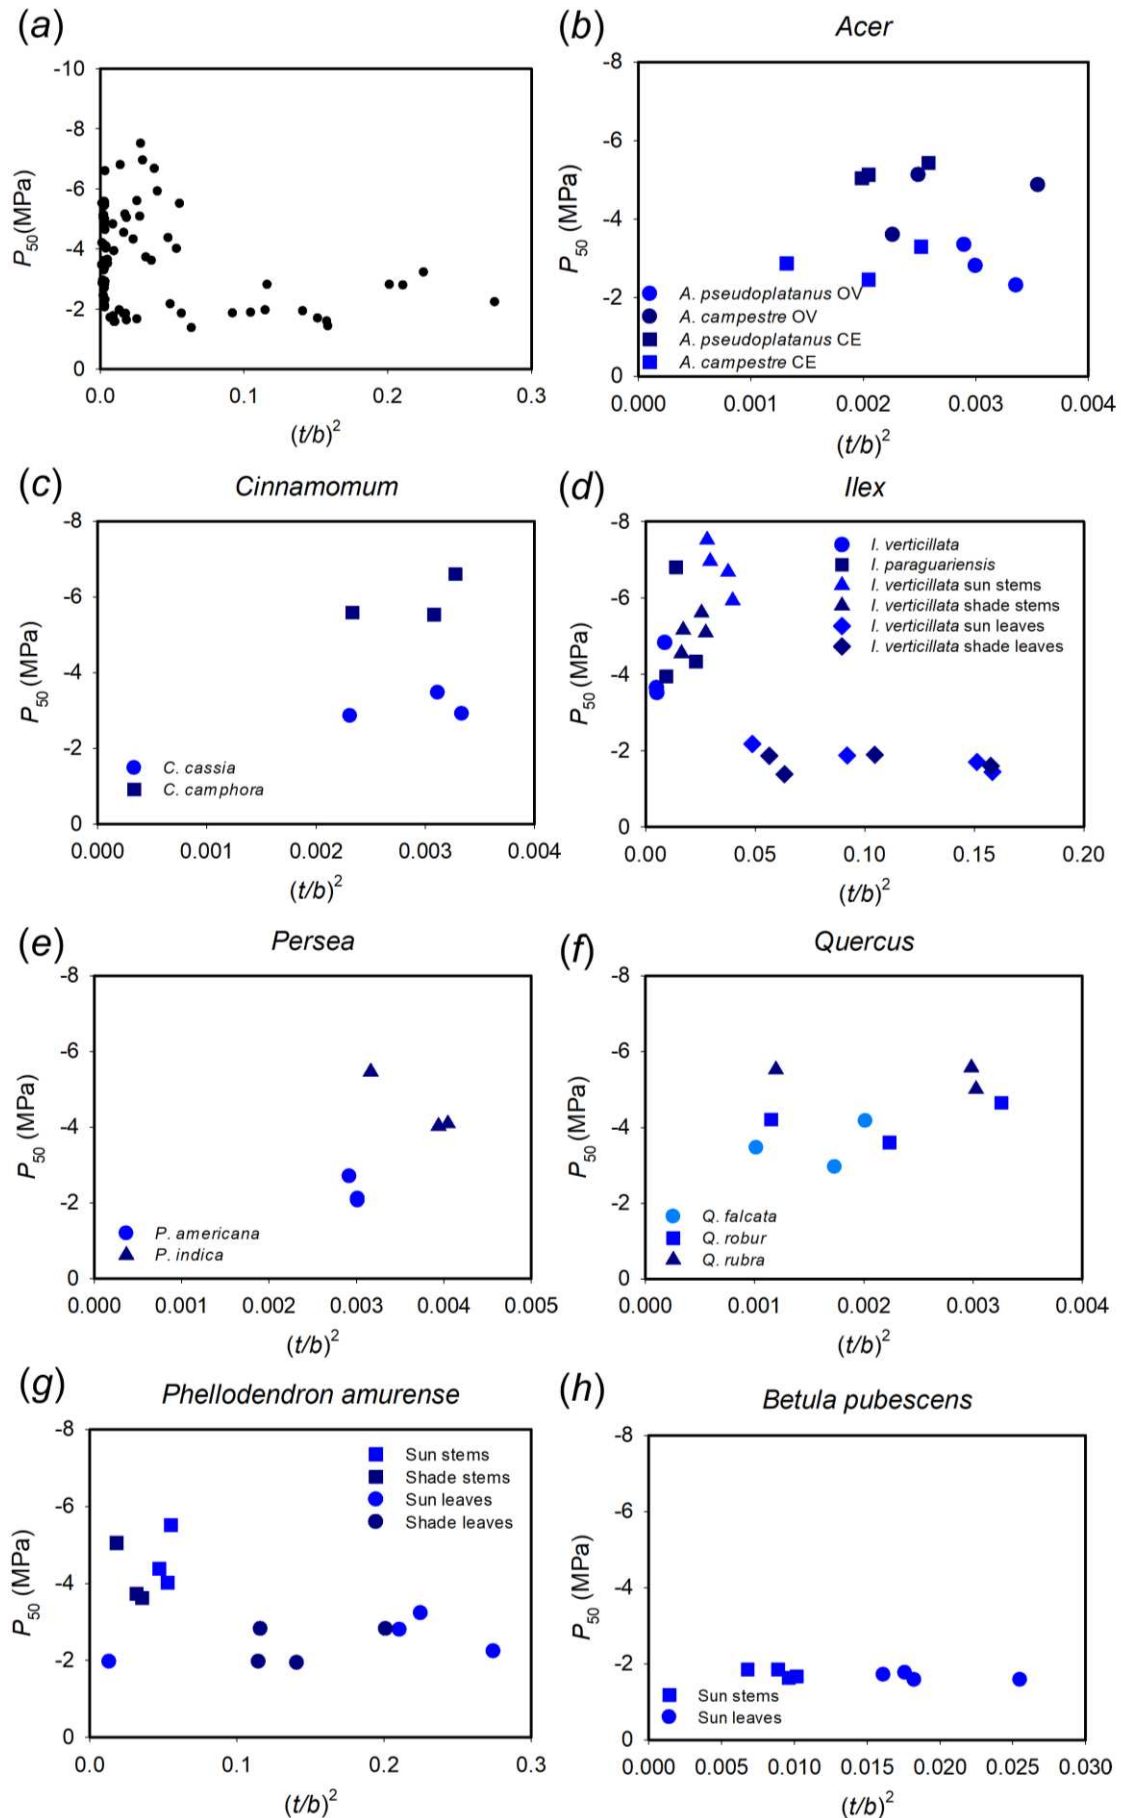 (a)
-10
-8
-6
-4
-2
0
P50(MPa)
0.0 0.1 0.2 0.3
(t/b)2
(b) Acer
-8
-6
-4
-2
0
P50 (MPa)
A. pseudoplatanus OV
A. campestre OV
A. pseudoplatanus CE
A. campestre CE
0.000 0.001 0.002 0.003 0.004
(t/b)2
(c) Cinnamomum
-8
-6
-4
-2
0
P50 (MPa)
C. cassia
C. camphora
0.000 0.001 0.002 0.003 0.004
(t/b)2
(d) Ilex
-8
-6
-4
-2
0
P50 (MPa)
I. verticillata
I. paraguariensis
I. verticillata sun stems
I. verticillata shade stems
I. verticillata sun leaves
I. verticillata shade leaves
0.00 0.05 0.10 0.15 0.20
(t/b)2
(e) Persea
-8
-6
-4
-2
0
P50 (MPa)
P. americana
P. indica
0.000 0.001 0.002 0.003 0.004 0.005
(t/b)2
(f) Quercus
-8
-6
-4
-2
0
P50 (MPa)
Q. falcata
Q. robur
Q. rubra
0.000 0.001 0.002 0.003 0.004
(t/b)2
(g) Phellodendron amurense
-8
-6
-4
-2
0
P50 (MPa)
Sun stems
Shade stems
Sun leaves
Shade leaves
0.0 0.1 0.2 0.3
(t/b)2
(h) Betula pubescens
-8
-6
-4
-2
0
P50 (MPa)
Sun stems
Sun leaves
0.000 0.005 0.010 0.015 0.020 0.025 0.030
(t/b)2